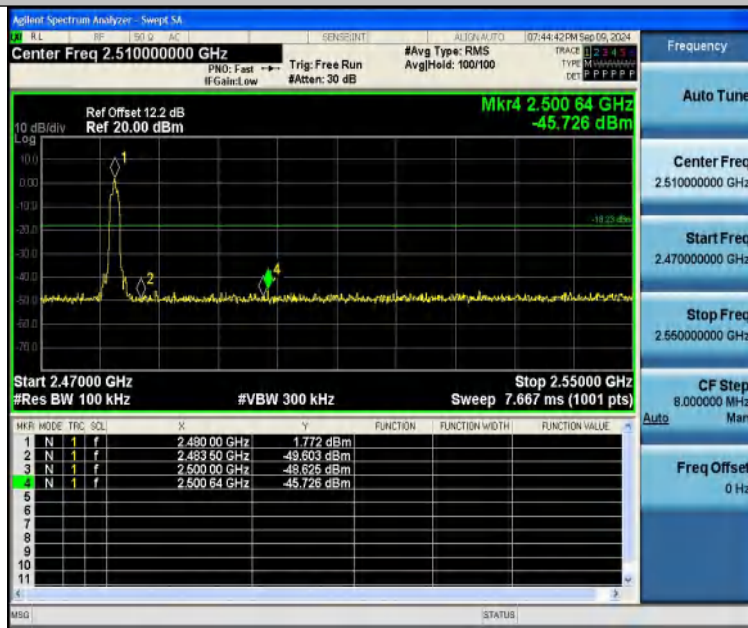 Agilent Spectrum Analyzer - Swept SA
RL RF 50 Ω AC SENSE:INT ALIGN AUTO 07:44:42 PM Sep 09, 2024
Center Freq 2.510000000 GHz
PNO: Fast
IFGain:Low
Trig: Free Run
#Atten: 30 dB
#Avg Type: RMS
Avg|Hold: 100/100
TRACE 1 2 3 4 5 6
TYPE M
DET P P P P P P
Frequency
Auto Tune
Center Freq
2.510000000 GHz
Start Freq
2.470000000 GHz
Stop Freq
2.550000000 GHz
CF Step
8.000000 MHz
Auto Man
Freq Offset
0 Hz
Mkr4 2.500 64 GHz
-45.726 dBm
Ref Offset 12.2 dB
10 dB/div Ref 20.00 dBm
Log
10.0
0.00
-10.0
-18.23 dBm
-30.0
-40.0
-50.0
-60.0
-70.0
1
2
4
Start 2.47000 GHz Stop 2.55000 GHz
#Res BW 100 kHz #VBW 300 kHz Sweep 7.667 ms (1001 pts)
MKR MODE TRC SCL X Y FUNCTION FUNCTION WIDTH FUNCTION VALUE
1 N 1 f 2.480 00 GHz 1.772 dBm
2 N 1 f 2.483 50 GHz -49.603 dBm
3 N 1 f 2.500 00 GHz -48.625 dBm
4 N 1 f 2.500 64 GHz -45.726 dBm
5
6
7
8
9
10
11
MSG STATUS